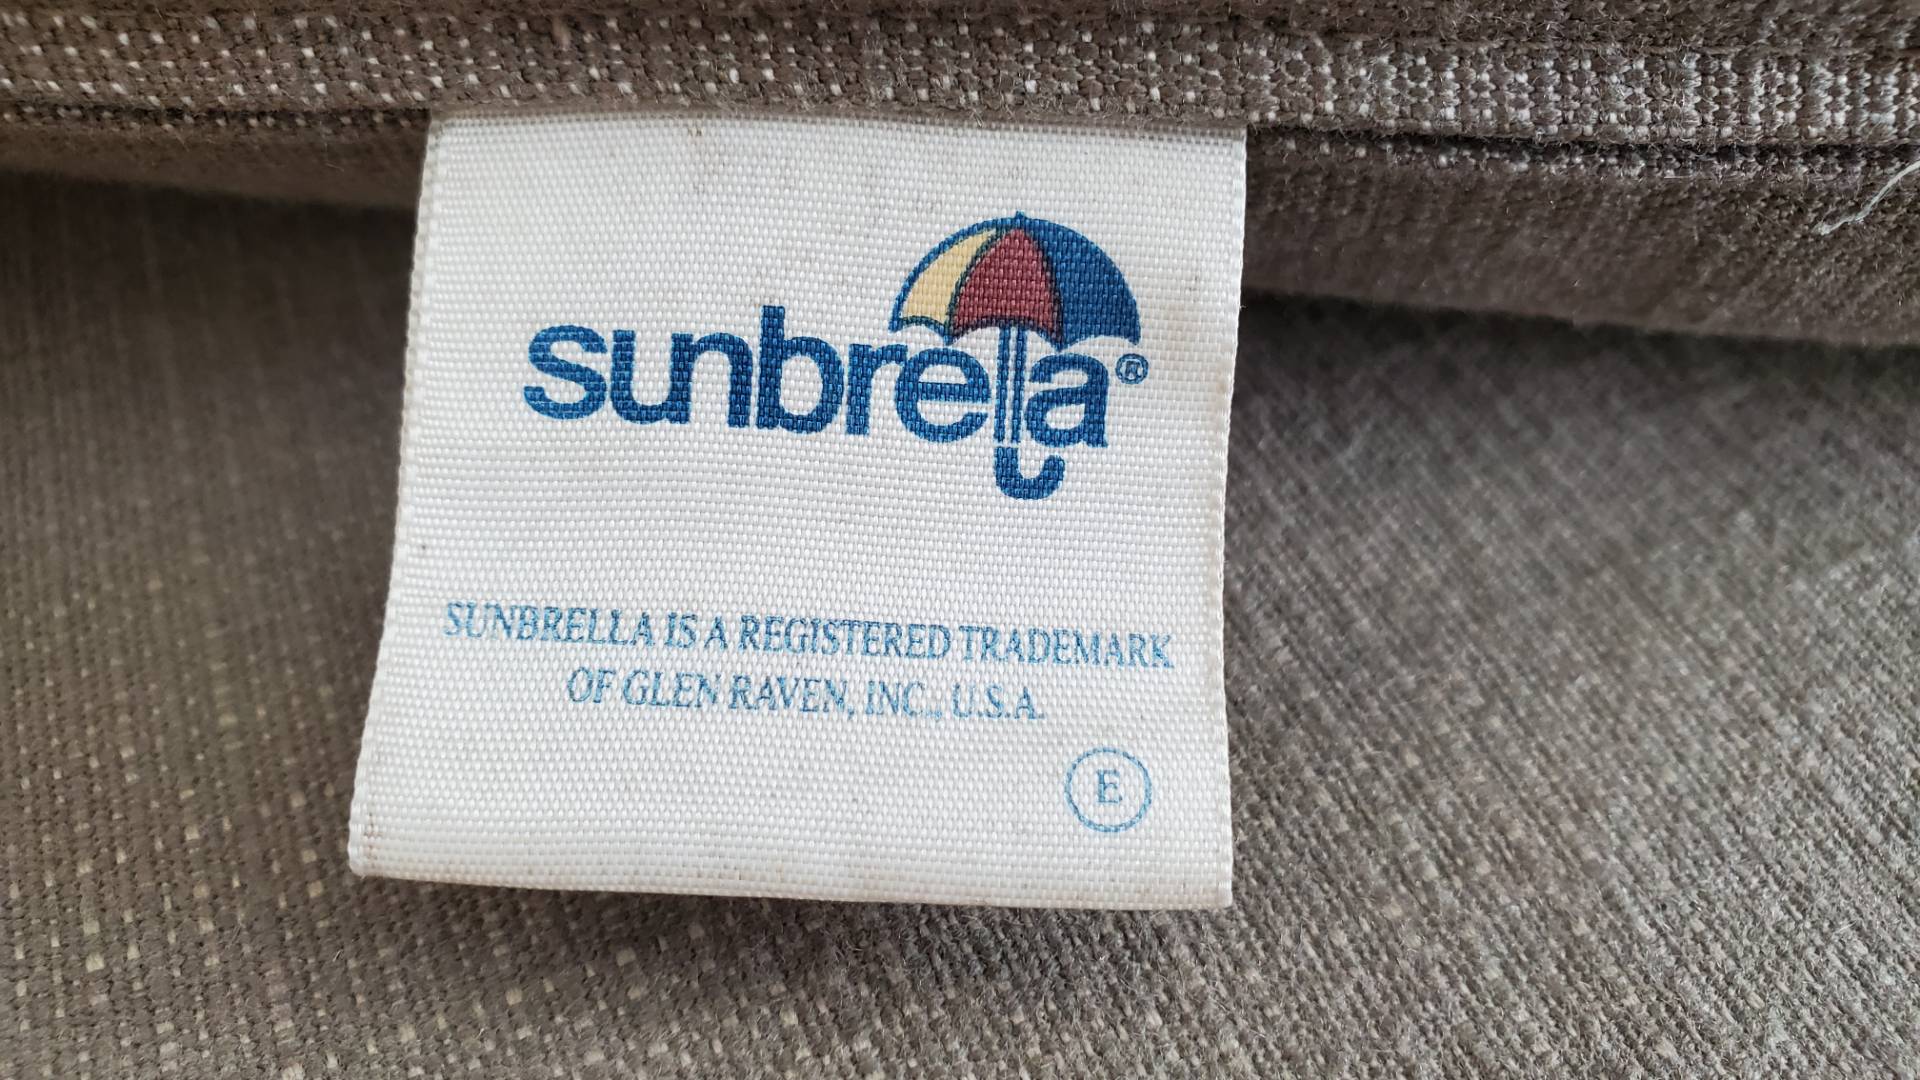 sunbrella®
SUNBRELLA IS A REGISTERED TRADEMARK
OF GLEN RAVEN, INC., U.S.A.
E